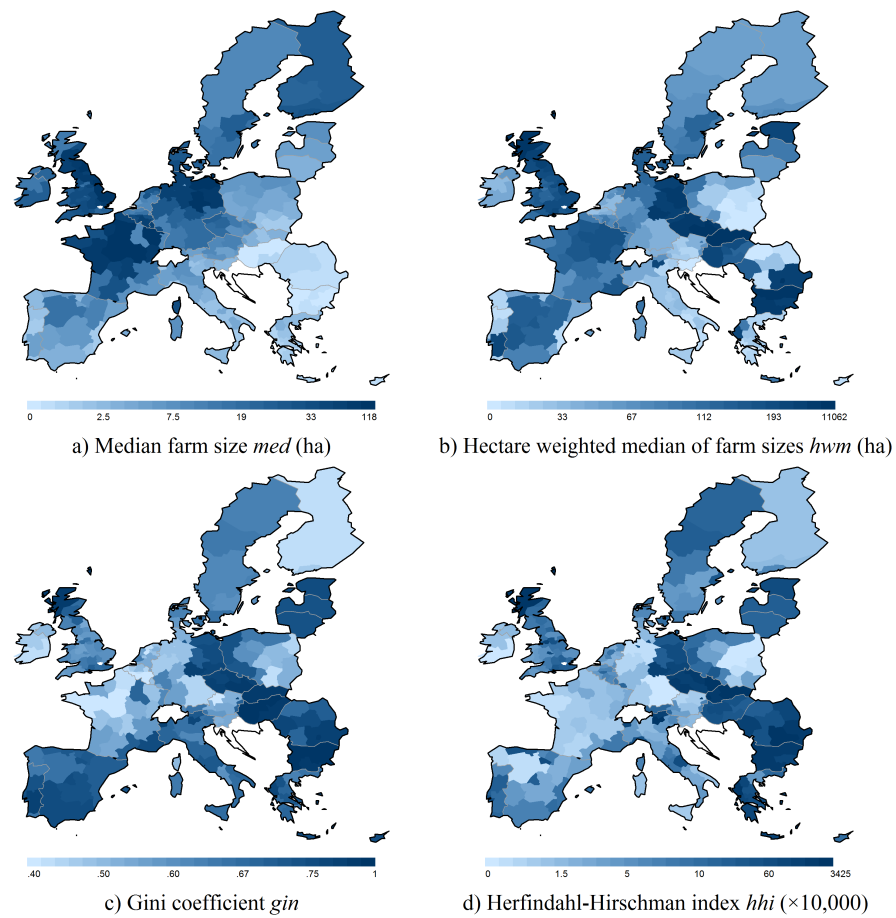 0 2.5 7.5 19 33 118
0 33 67 112 193 11062
a) Median farm size med (ha)
b) Hectare weighted median of farm sizes hwm (ha)
.40 .50 .60 .67 .75 1
0 1.5 5 10 60 3425
c) Gini coefficient gin
d) Herfindahl-Hirschman index hhi (×10,000)